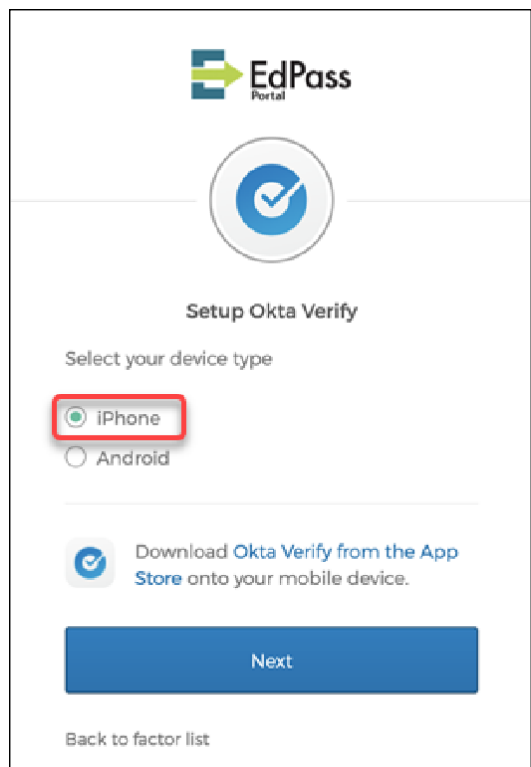 EdPass
Portal
Setup Okta Verify
Select your device type
iPhone
Android
Download Okta Verify from the App
Store onto your mobile device.
Next
Back to factor list